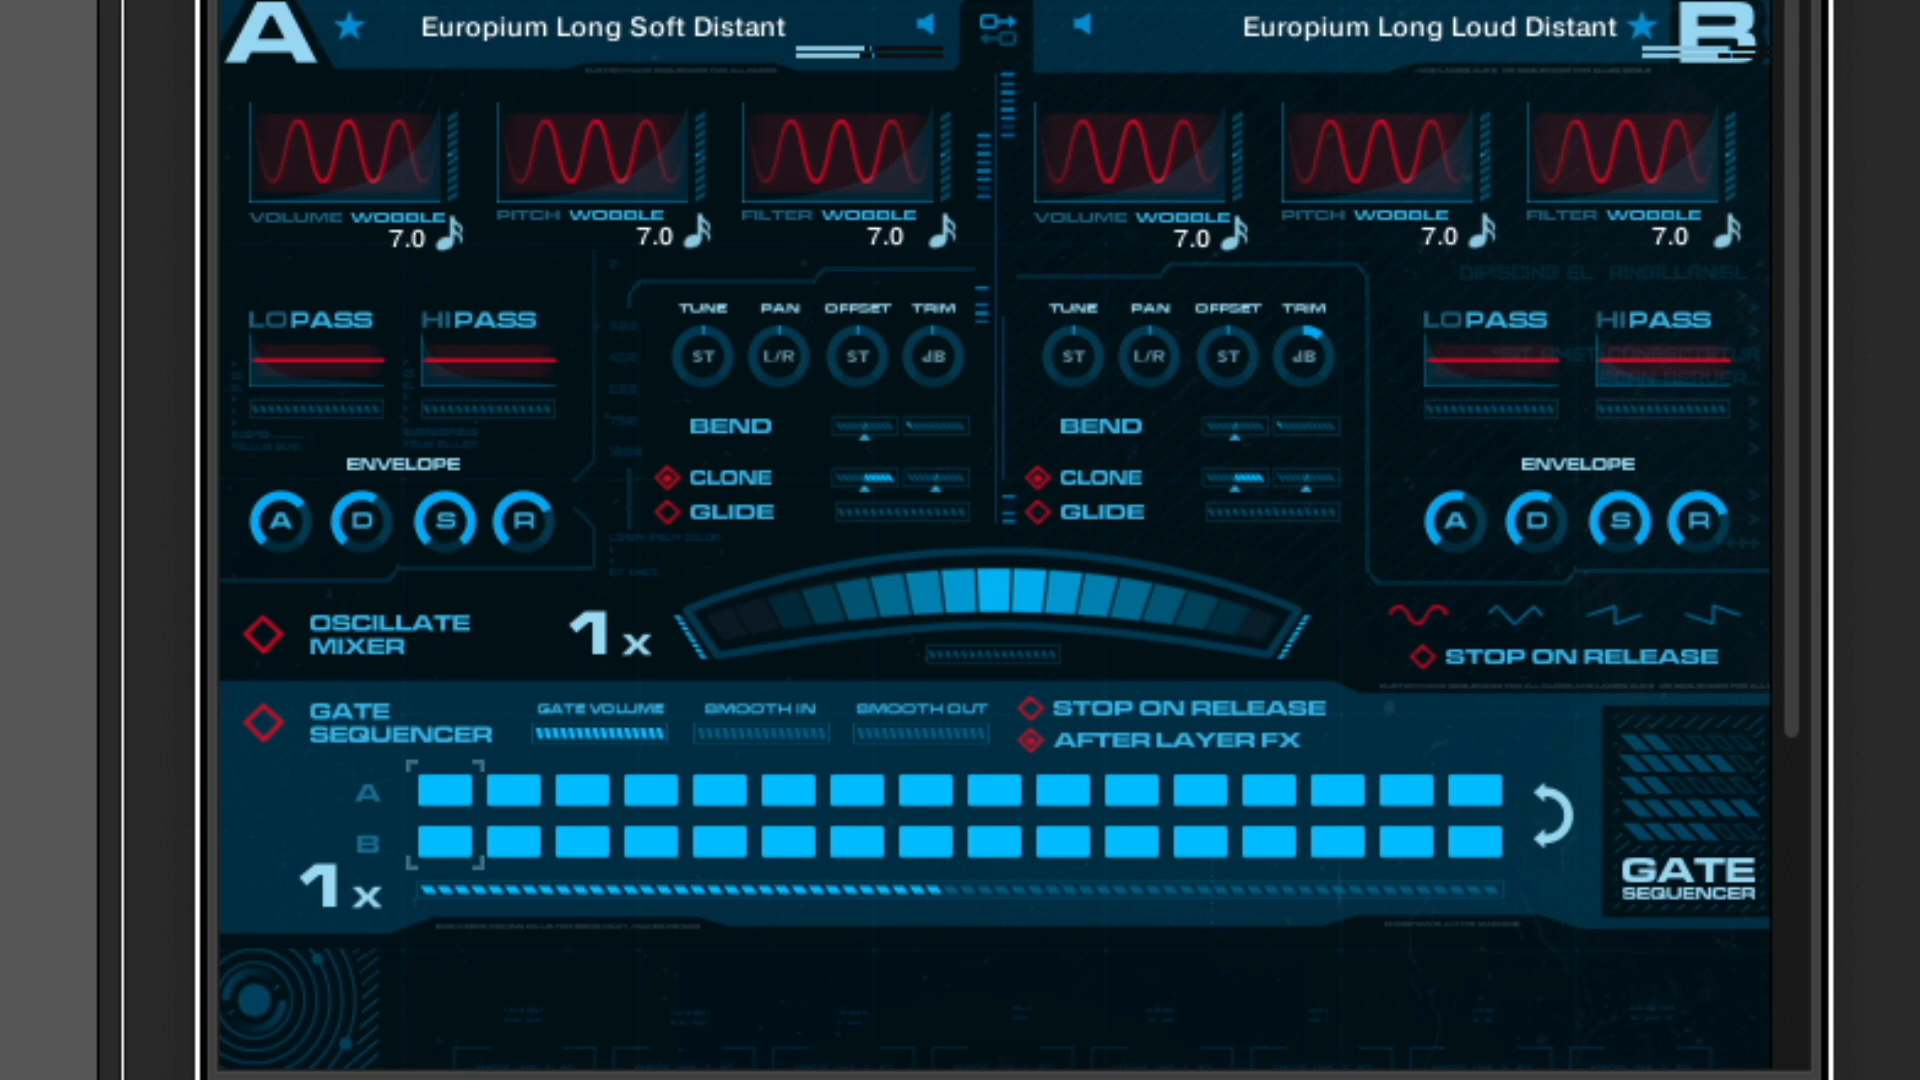 A Europium Long Soft Distant
Europium Long Loud Distant B
VOLUME WOBBLE
7.0
PITCH WOBBLE
7.0
FILTER WOBBLE
7.0
VOLUME WOBBLE
7.0
PITCH WOBBLE
7.0
FILTER WOBBLE
7.0
LOPASS HIPASS
TUNE PAN OFFSET TRIM
ST L/R ST dB
TUNE PAN OFFSET TRIM
ST L/R ST dB
LOPASS HIPASS
BEND
CLONE
GLIDE
BEND
CLONE
GLIDE
ENVELOPE
A D S R
ENVELOPE
A D S R
OSCILLATE
MIXER
1x
STOP ON RELEASE
GATE
SEQUENCER
GATE VOLUME SMOOTH IN SMOOTH OUT
STOP ON RELEASE
AFTER LAYER FX
A
B
1x
GATE
SEQUENCER